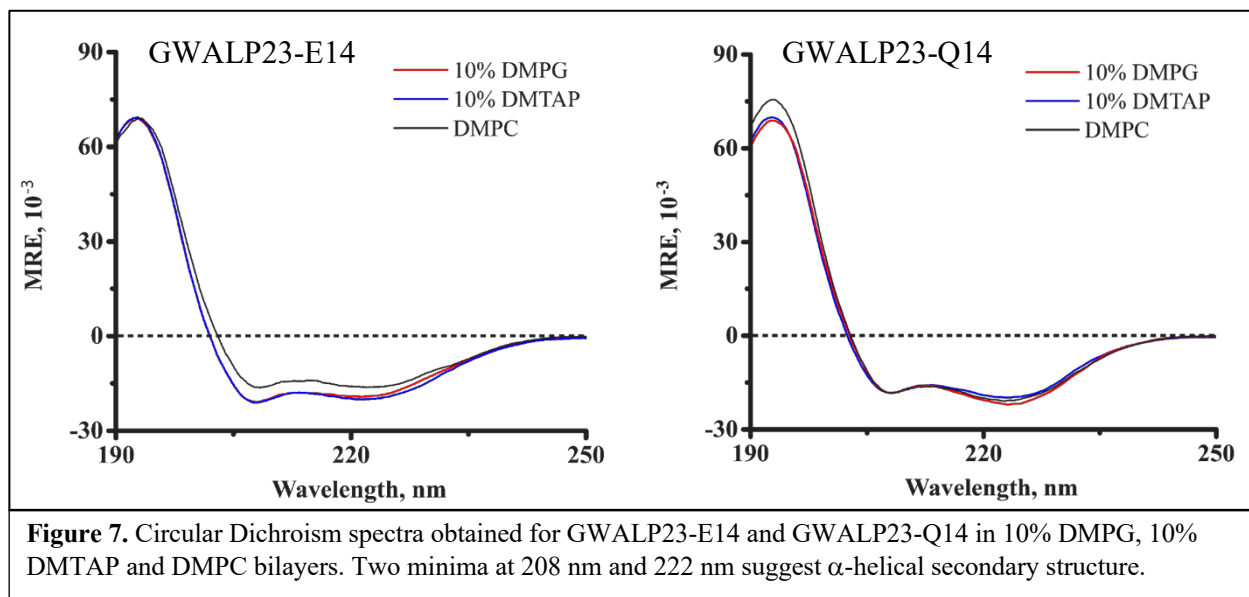 GWALP23-E14
10% DMPG
10% DMTAP
DMPC
MRE, 10⁻³
90
60
30
0
-30
190
220
250
Wavelength, nm
GWALP23-Q14
10% DMPG
10% DMTAP
DMPC
MRE, 10⁻³
90
60
30
0
-30
190
220
250
Wavelength, nm
Figure 7. Circular Dichroism spectra obtained for GWALP23-E14 and GWALP23-Q14 in 10% DMPG, 10%
DMTAP and DMPC bilayers. Two minima at 208 nm and 222 nm suggest α-helical secondary structure.